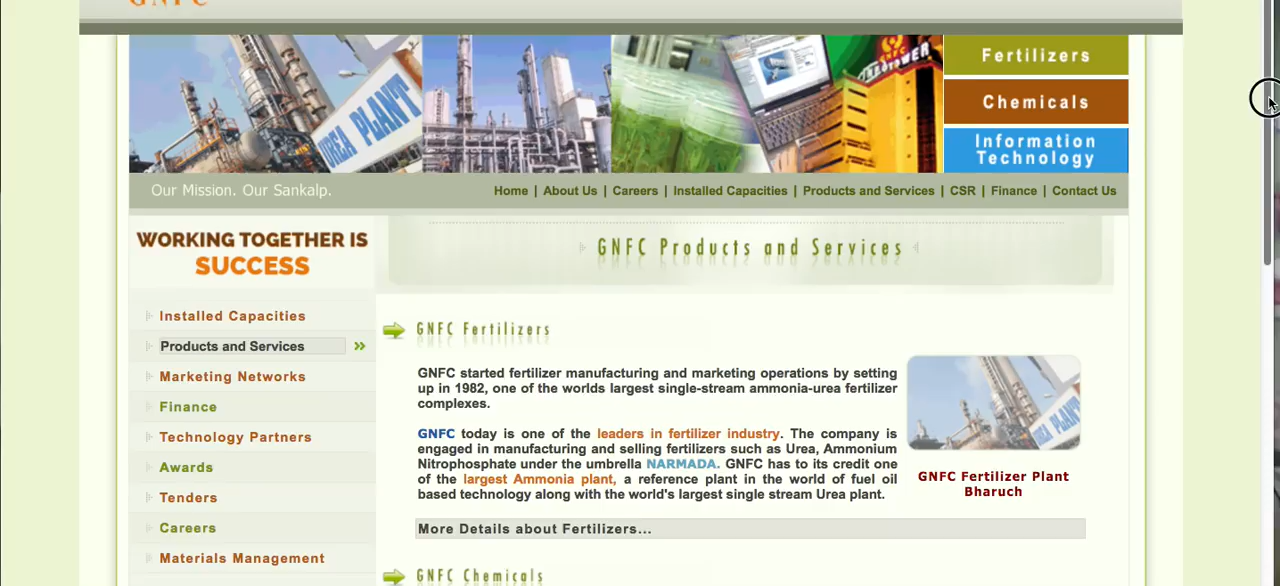 GNFC
UREA PLANT
GNFC
INFOTOWER
Fertilizers
Chemicals
Information
Technology
Our Mission. Our Sankalp.
Home | About Us | Careers | Installed Capacities | Products and Services | CSR | Finance | Contact Us
WORKING TOGETHER IS
SUCCESS
GNFC Products and Services
Installed Capacities
Products and Services
Marketing Networks
Finance
Technology Partners
Awards
Tenders
Careers
Materials Management
GNFC Fertilizers
GNFC started fertilizer manufacturing and marketing operations by setting
up in 1982, one of the worlds largest single-stream ammonia-urea fertilizer
complexes.
GNFC today is one of the leaders in fertilizer industry. The company is
engaged in manufacturing and selling fertilizers such as Urea, Ammonium
Nitrophosphate under the umbrella NARMADA. GNFC has to its credit one
of the largest Ammonia plant, a reference plant in the world of fuel oil
based technology along with the world's largest single stream Urea plant.
GNFC Fertilizer Plant
Bharuch
More Details about Fertilizers...
GNFC Chemicals